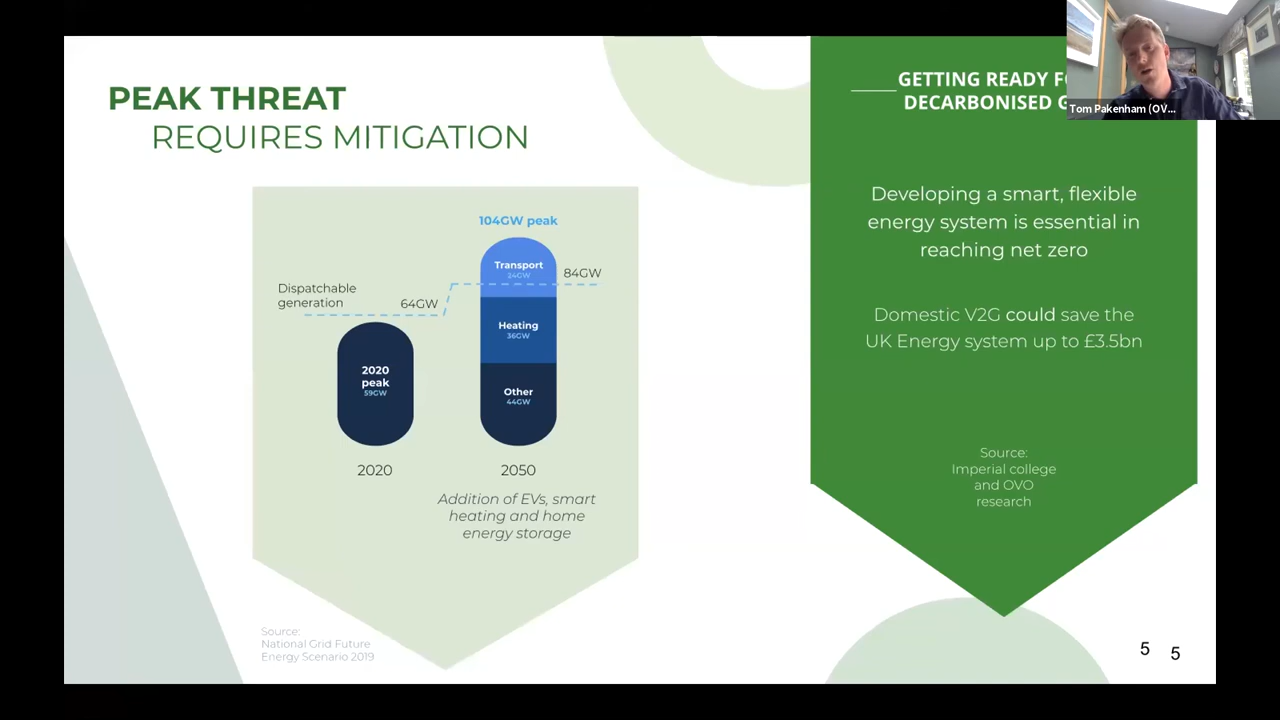 PEAK THREAT
REQUIRES MITIGATION
104GW peak
Transport
24GW
84GW
Dispatchable
generation
64GW
Heating
36GW
2020
peak
59GW
Other
44GW
2020
2050
Addition of EVs, smart
heating and home
energy storage
Source:
National Grid Future
Energy Scenario 2019
GETTING READY
DECARBONISED
Tom Pakenham (OV...
Developing a smart, flexible
energy system is essential in
reaching net zero
Domestic V2G could save the
UK Energy system up to £3.5bn
Source:
Imperial college
and OVO
research
5
5